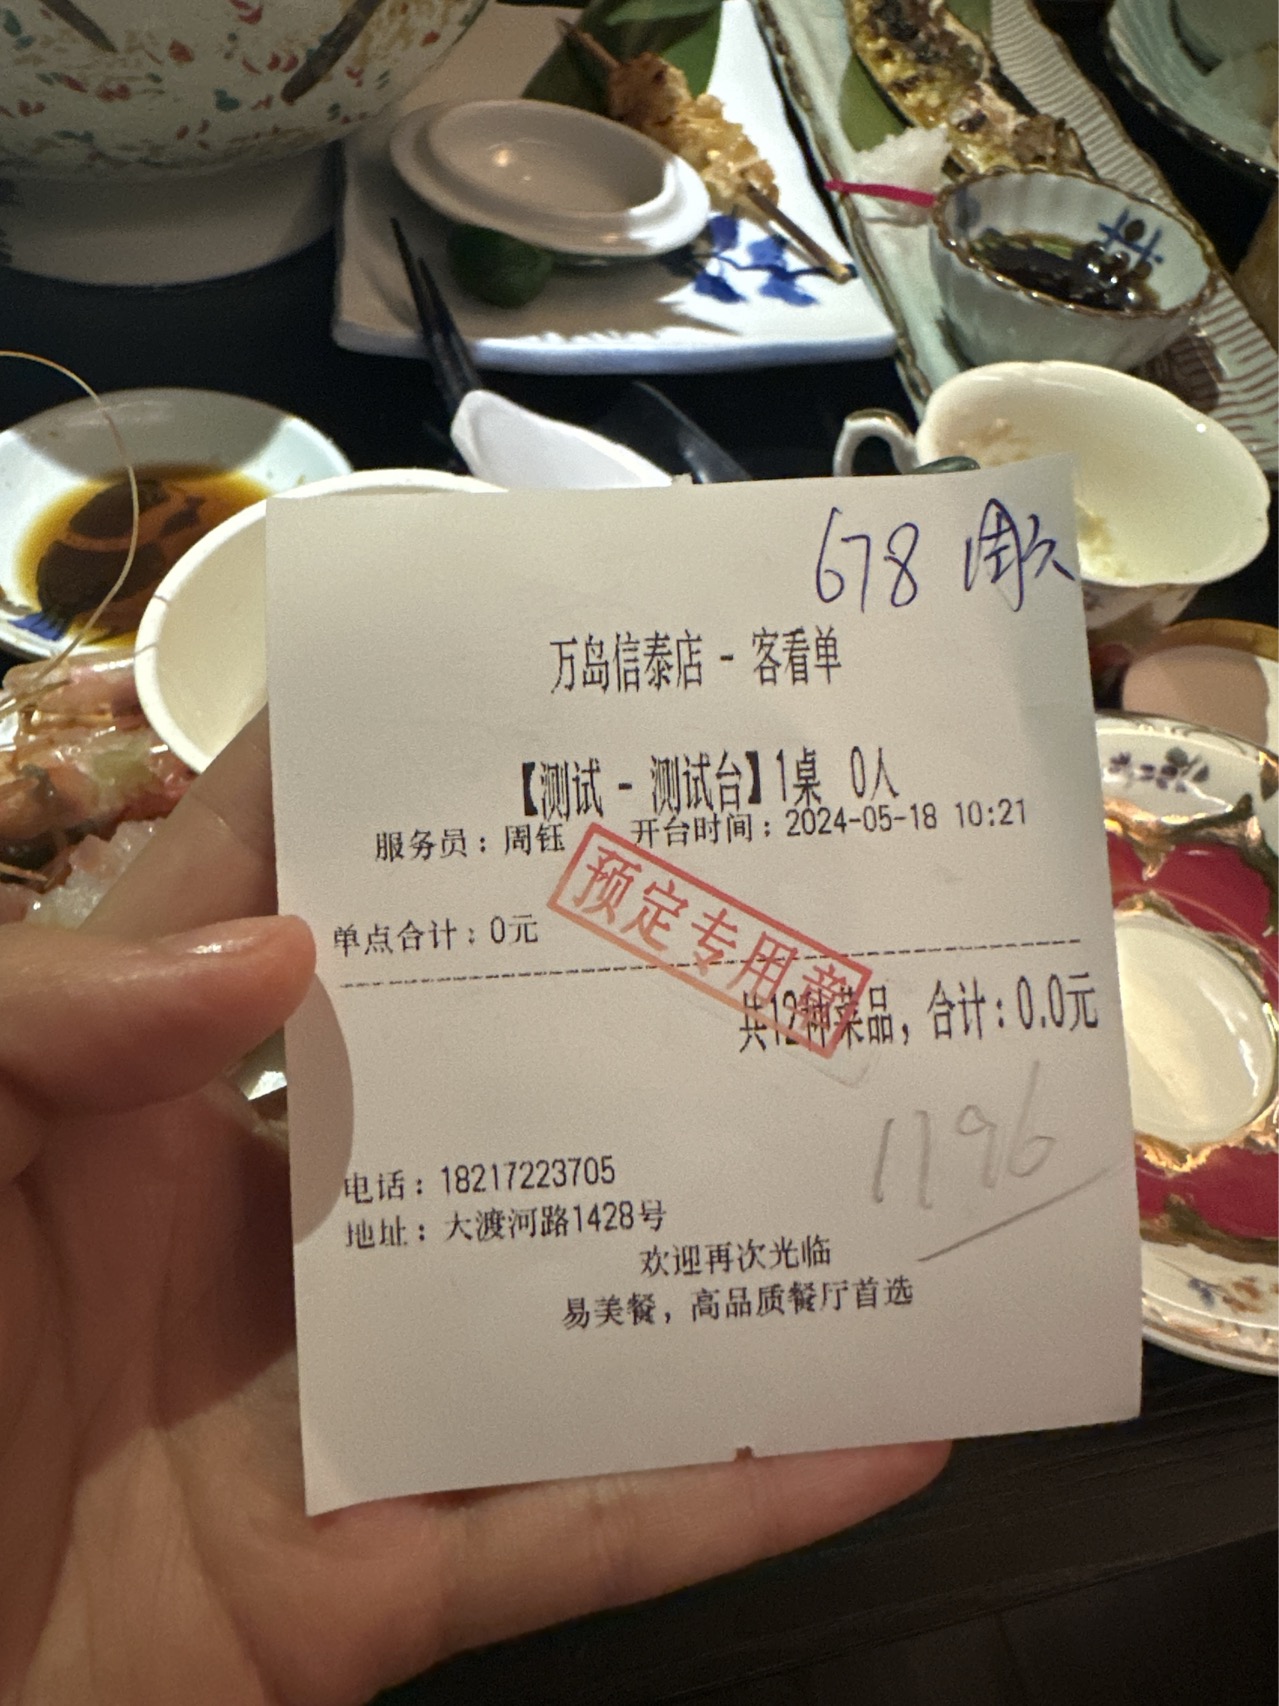 678 周
万岛信泰店 - 客看单
【测试 - 测试台】1桌 0人
服务员：周钰 开台时间：2024-05-18 10:21
预定专用章
单点合计：0元
共12种菜品，合计：0.0元
1196
电话：18217223705
地址：大渡河路1428号
欢迎再次光临
易美餐，高品质餐厅首选